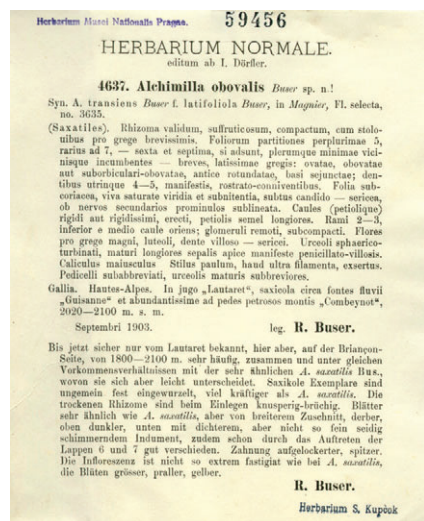 Herbarium Musei Nationalis Pragae.
59456
HERBARIUM NORMALE.
editum ab I. Dörfler.
4637. Alchimilla obovalis Buser sp. n.!
Syn. A. transiens Buser f. latifoliola Buser, in Magnier, Fl. selecta,
no. 3635.
(Saxatiles). Rhizoma validum, suffruticosum, compactum, cum stolo-
nibus pro grege brevissimis. Foliorum partitiones perplurimae 5,
rarius ad 7, — sexta et septima, si adsunt, plerumque minimae vici-
nisque incumbentes — breves, latissimae gregis: ovatae, obovatae
aut suborbiculari-obovatae, antice rotundatae, basi sejunctae; den-
tibus utrinque 4—5, manifestis, rostrato-conniventibus. Folia sub-
coriacea, viva saturate viridia et subnitentia, subtus candido — sericea,
ob nervos secundarios prominulos sublineata. Caules (petiolique)
rigidi aut rigidissimi, erecti, petiolis semel longiores. Rami 2—3,
inferior e medio caule oriens; glomeruli remoti, subcompacti. Flores
pro grege magni, luteoli, dente villoso — sericei. Urceoli sphaerico-
turbinati, maturi longiores sepalis apice manifeste penicillato-villosis.
Caliculus maiusculus Stilus paulum, haud ultra filamenta, exsertus.
Pedicelli subabbreviati, urceolis maturis subbreviores.
Gallia. Hautes-Alpes. In jugo „Lautaret", saxicola circa fontes fluvii
„Guisanne" et abundantissime ad pedes petrosos montis „Combeynot",
2020—2100 m. s. m.
Septembri 1903. leg. R. Buser.
Bis jetzt sicher nur vom Lautaret bekannt, hier aber, auf der Briançon-
Seite, von 1800—2100 m. sehr häufig, zusammen und unter gleichen
Vorkommensverhältnissen mit der sehr ähnlichen A. saxatilis Bus.,
wovon sie sich aber leicht unterscheidet. Saxikole Exemplare sind
ungemein fest eingewurzelt, viel kräftiger als A. saxatilis. Die
trockenen Rhizome sind beim Einlegen knusperig-brüchig. Blätter
sehr ähnlich wie A. saxatilis, aber von breiterem Zuschnitt, derber,
oben dunkler, unten mit dichterem, aber nicht so fein seidig
schimmerndem Indument, zudem schon durch das Auftreten der
Lappen 6 und 7 gut verschieden. Zahnung aufgelockerter, spitzer.
Die Infloreszenz ist nicht so extrem fastigiat wie bei A. saxatilis,
die Blüten grösser, praller, gelber.
R. Buser.
Herbarium S. Kupčok